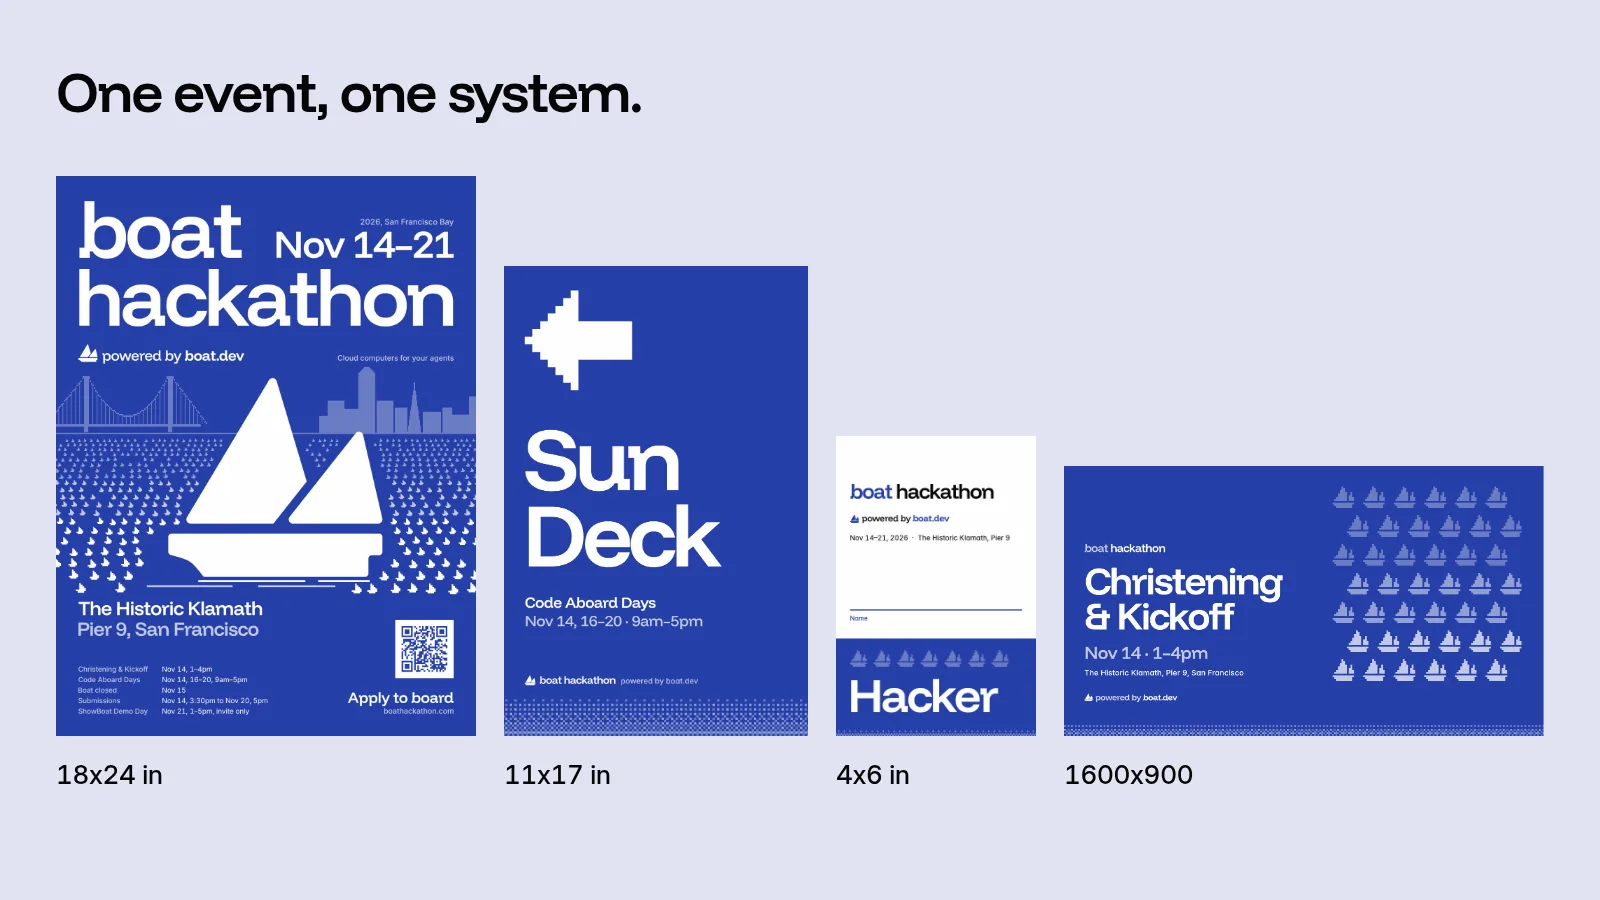 One event, one system.
boat
2026, San Francisco Bay
Nov 14–21
hackathon
powered by boat.dev
Cloud computers for your agents
The Historic Klamath
Pier 9, San Francisco
Christening & Kickoff Nov 14, 1–4pm
Code Aboard Days Nov 14, 16–20, 9am–5pm
Boat closed Nov 15
Submissions Nov 14, 3:30pm to Nov 20, 5pm
ShowBoat Demo Day Nov 21, 1–5pm, invite only
Apply to board
boathackathon.com
18x24 in
Sun
Deck
Code Aboard Days
Nov 14, 16–20 · 9am–5pm
boat hackathon powered by boat.dev
11x17 in
boat hackathon
powered by boat.dev
Nov 14–21, 2026 · The Historic Klamath, Pier 9
Name
Hacker
4x6 in
boat hackathon
Christening
& Kickoff
Nov 14 · 1–4pm
The Historic Klamath, Pier 9, San Francisco
powered by boat.dev
1600x900